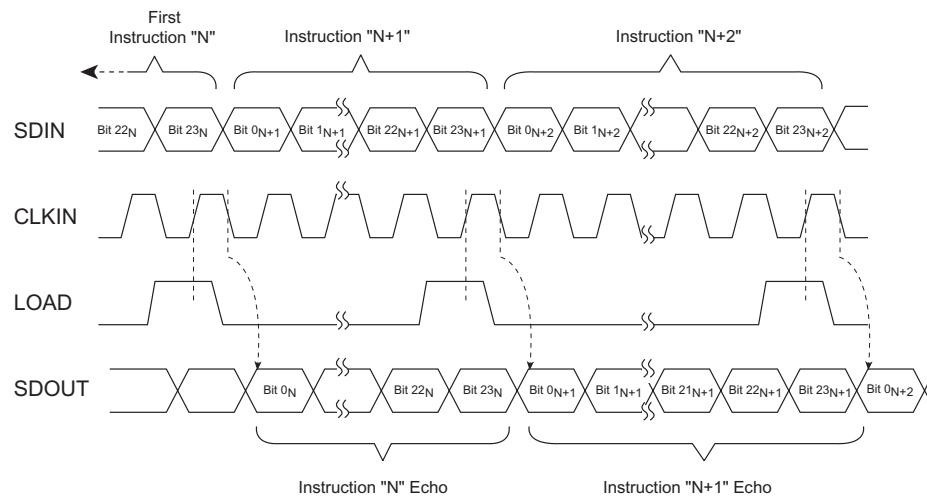 First
Instruction "N"
Instruction "N+1"
Instruction "N+2"
SDIN
Bit 22N
Bit 23N
Bit 0N+1
Bit 1N+1
Bit 22N+1
Bit 23N+1
Bit 0N+2
Bit 1N+2
Bit 22N+2
Bit 23N+2
CLKIN
LOAD
SDOUT
Bit 0N
Bit 22N
Bit 23N
Bit 0N+1
Bit 1N+1
Bit 21N+1
Bit 22N+1
Bit 23N+1
Bit 0N+2
Instruction "N" Echo
Instruction "N+1" Echo